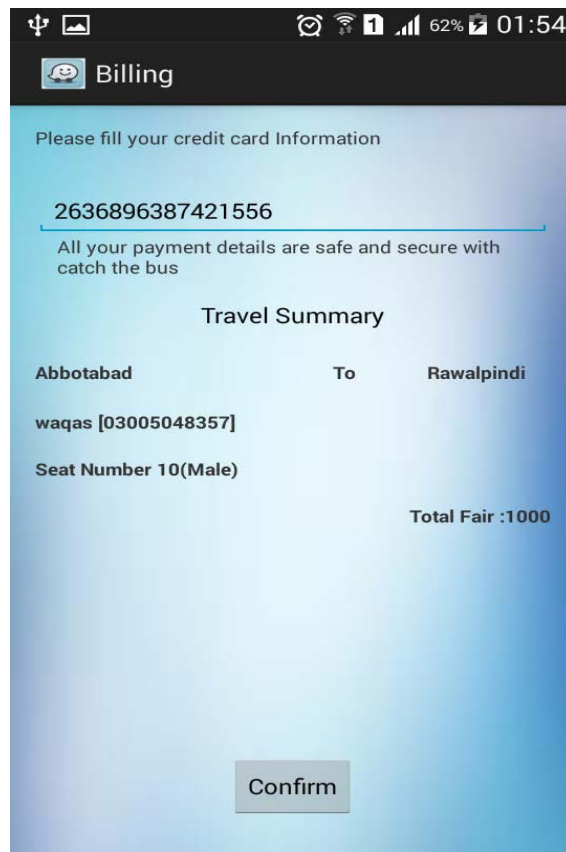 1 62% 01:54
Billing
Please fill your credit card Information
2636896387421556
All your payment details are safe and secure with
catch the bus
Travel Summary
Abbotabad To Rawalpindi
waqas [03005048357]
Seat Number 10(Male)
Total Fair :1000
Confirm